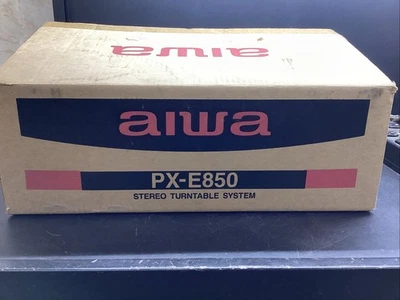 aiwa
aiwa
PX-E850
STEREO TURNTABLE SYSTEM